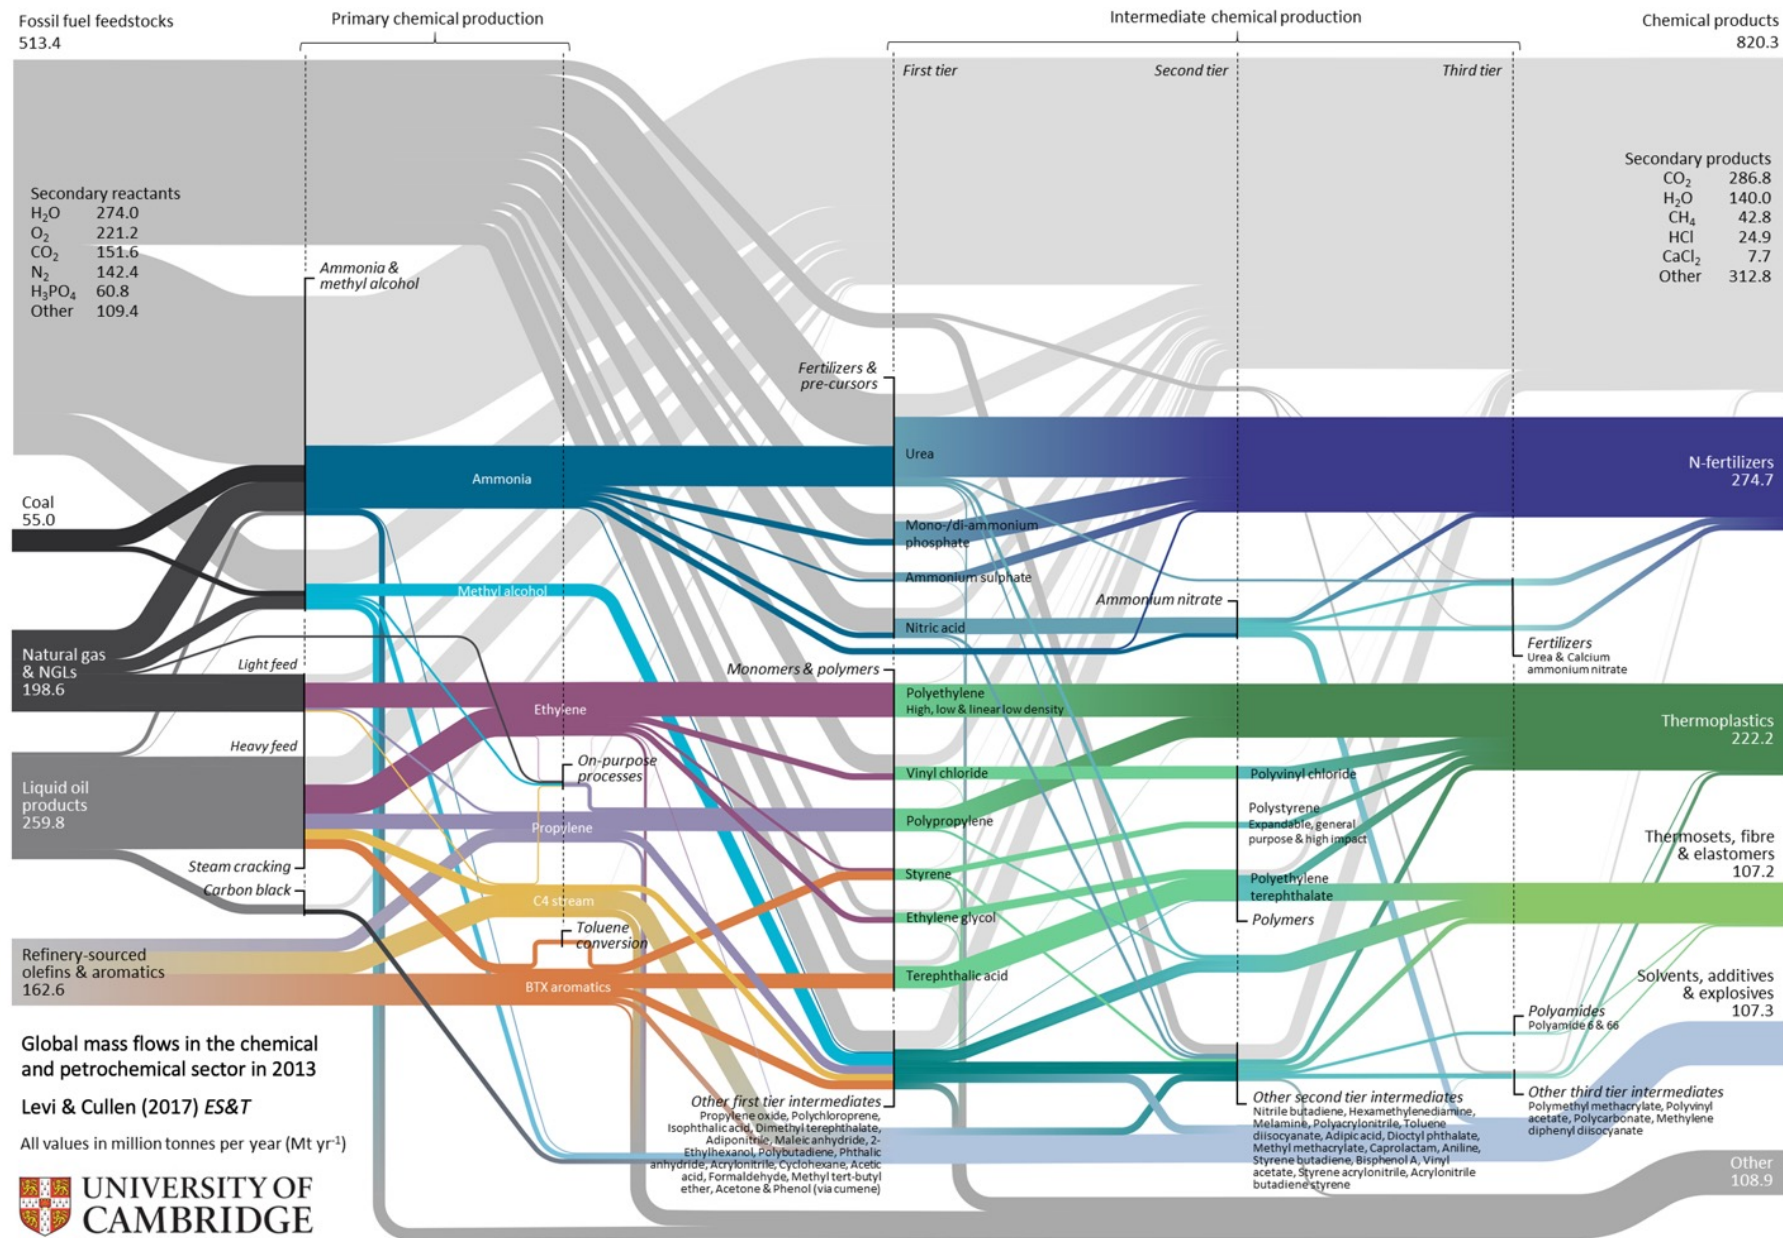 Fossil fuel feedstocks
513.4
Primary chemical production
Intermediate chemical production
Chemical products
820.3
First tier
Second tier
Third tier
Secondary reactants
H₂O 274.0
O₂ 221.2
CO₂ 151.6
N₂ 142.4
H₃PO₄ 60.8
Other 109.4
Secondary products
CO₂ 286.8
H₂O 140.0
CH₄ 42.8
HCl 24.9
CaCl₂ 7.7
Other 312.8
Ammonia &
methyl alcohol
Fertilizers &
pre-cursors
Coal
55.0
Ammonia
Urea
N-fertilizers
274.7
Mono-/di-ammonium
phosphate
Ammonium sulphate
Methyl alcohol
Ammonium nitrate
Nitric acid
Natural gas
& NGLs
198.6
Light feed
Monomers & polymers
Fertilizers
Urea & Calcium
ammonium nitrate
Polyethylene
High, low & linear low density
Ethylene
Thermoplastics
222.2
Heavy feed
On-purpose
processes
Vinyl chloride
Polyvinyl chloride
Liquid oil
products
259.8
Propylene
Polypropylene
Polystyrene
Expandable, general
purpose & high impact
Thermosets, fibre
& elastomers
107.2
Steam cracking
Carbon black
Styrene
Polyethylene
terephthalate
C4 stream
Ethylene glycol
Polymers
Toluene
conversion
Refinery-sourced
olefins & aromatics
162.6
BTX aromatics
Terephthalic acid
Solvents, additives
& explosives
107.3
Polyamides
Polyamide 6 & 66
Global mass flows in the chemical
and petrochemical sector in 2013
Levi & Cullen (2017) ES&T
All values in million tonnes per year (Mt yr⁻¹)
Other first tier intermediates
Propylene oxide, Polychloroprene,
Isophthalic acid, Dimethyl terephthalate,
Adiponitrile, Maleic anhydride, 2-
Ethylhexanol, Polybutadiene, Phthalic
anhydride, Acrylonitrile, Cyclohexane, Acetic
acid, Formaldehyde, Methyl tert-butyl
ether, Acetone & Phenol (via cumene)
Other second tier intermediates
Nitrile butadiene, Hexamethylenediamine,
Melamine, Polyacrylonitrile, Toluene
diisocyanate, Adipic acid, Dioctyl phthalate,
Methyl methacrylate, Caprolactam, Aniline,
Styrene butadiene, Bisphenol A, Vinyl
acetate, Styrene acrylonitrile, Acrylonitrile
butadiene styrene
Other third tier intermediates
Polymethyl methacrylate, Polyvinyl
acetate, Polycarbonate, Methylene
diphenyl diisocyanate
Other
108.9
UNIVERSITY OF
CAMBRIDGE